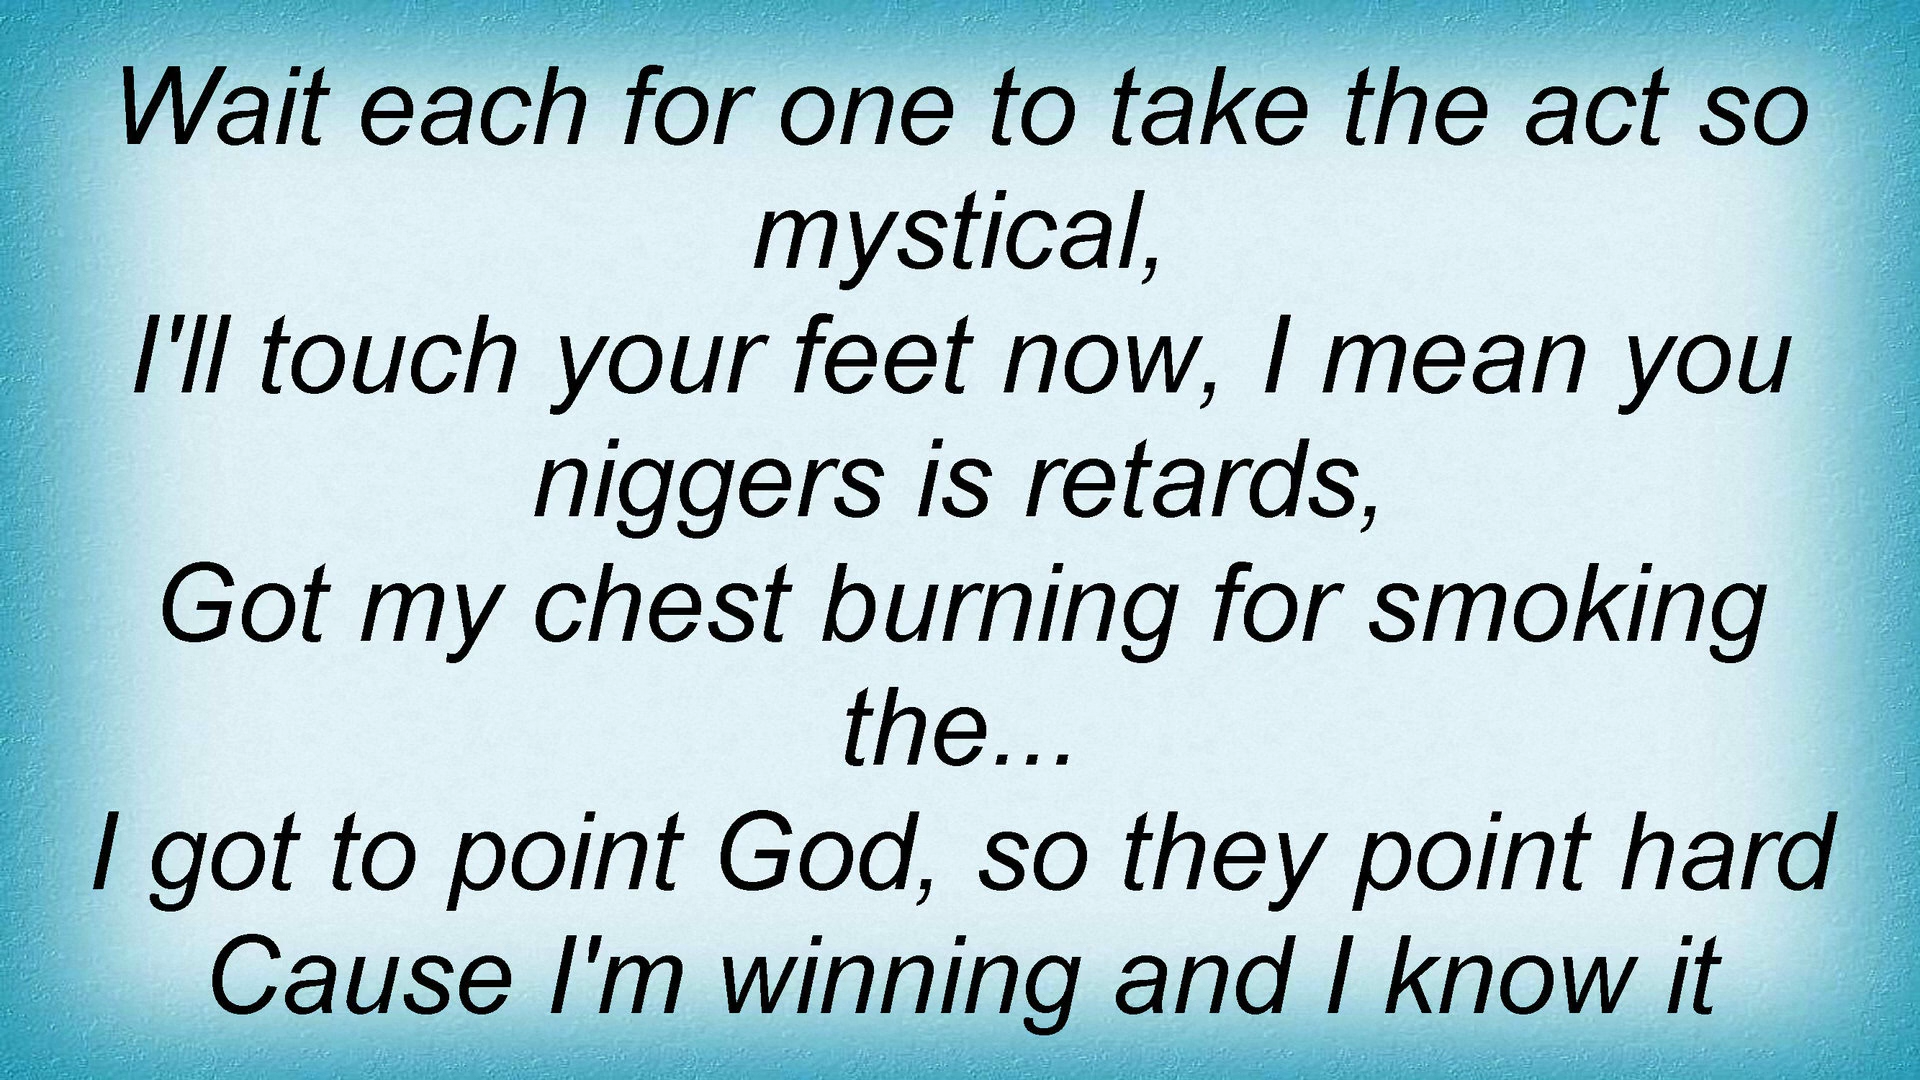 Wait each for one to take the act so
mystical,
I'll touch your feet now, I mean you
niggers is retards,
Got my chest burning for smoking
the...
I got to point God, so they point hard
Cause I'm winning and I know it